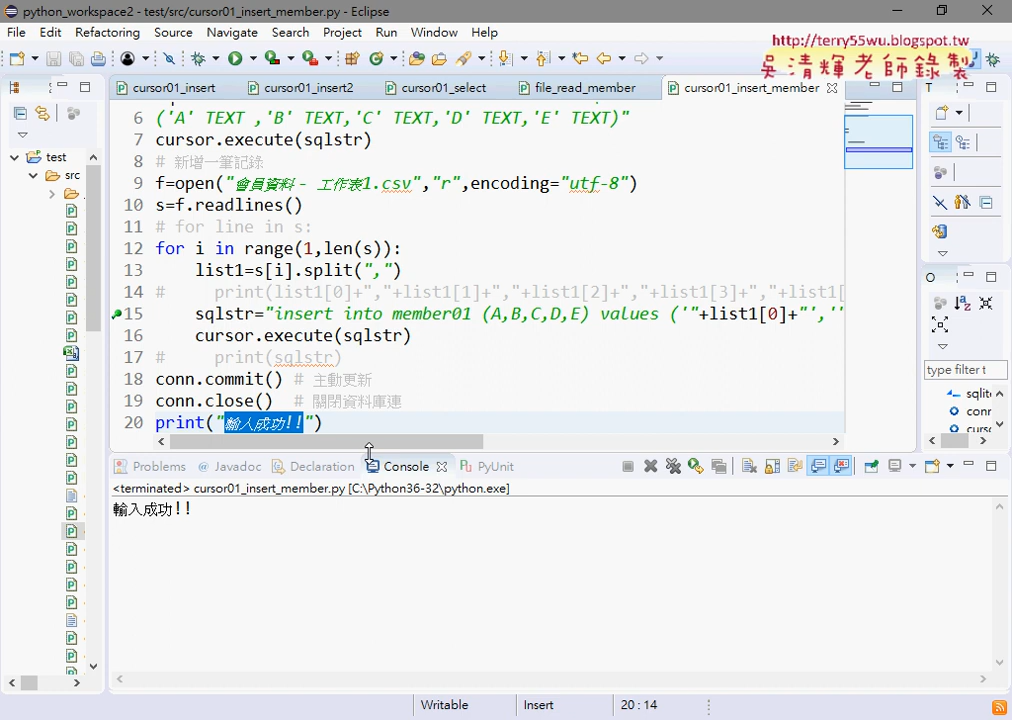 python_workspace2 - test/src/cursor01_insert_member.py - Eclipse
File Edit Refactoring Source Navigate Search Project Run Window Help
http://terry55wu.blogspot.tw
吳清輝老師錄製
cursor01_insert cursor01_insert2 cursor01_select file_read_member cursor01_insert_member T
test
src
6 ('A' TEXT ,'B' TEXT,'C' TEXT,'D' TEXT,'E' TEXT)"
7 cursor.execute(sqlstr)
8 # 新增一筆記錄
9 f=open("會員資料 - 工作表1.csv","r",encoding="utf-8")
10 s=f.readlines()
11 # for line in s:
12 for i in range(1,len(s)):
13 list1=s[i].split(",")
14 # print(list1[0]+","+list1[1]+","+list1[2]+","+list1[3]+","+list1[
15 sqlstr="insert into member01 (A,B,C,D,E) values ('"+list1[0]+"','
16 cursor.execute(sqlstr)
17 # print(sqlstr)
18 conn.commit() # 主動更新
19 conn.close() # 關閉資料庫連
20 print("輸入成功!!")
O
type filter t
sqlit
conn
curs
Problems @ Javadoc Declaration Console PyUnit
<terminated> cursor01_insert_member.py [C:\Python36-32\python.exe]
輸入成功!!
Writable Insert 20 : 14